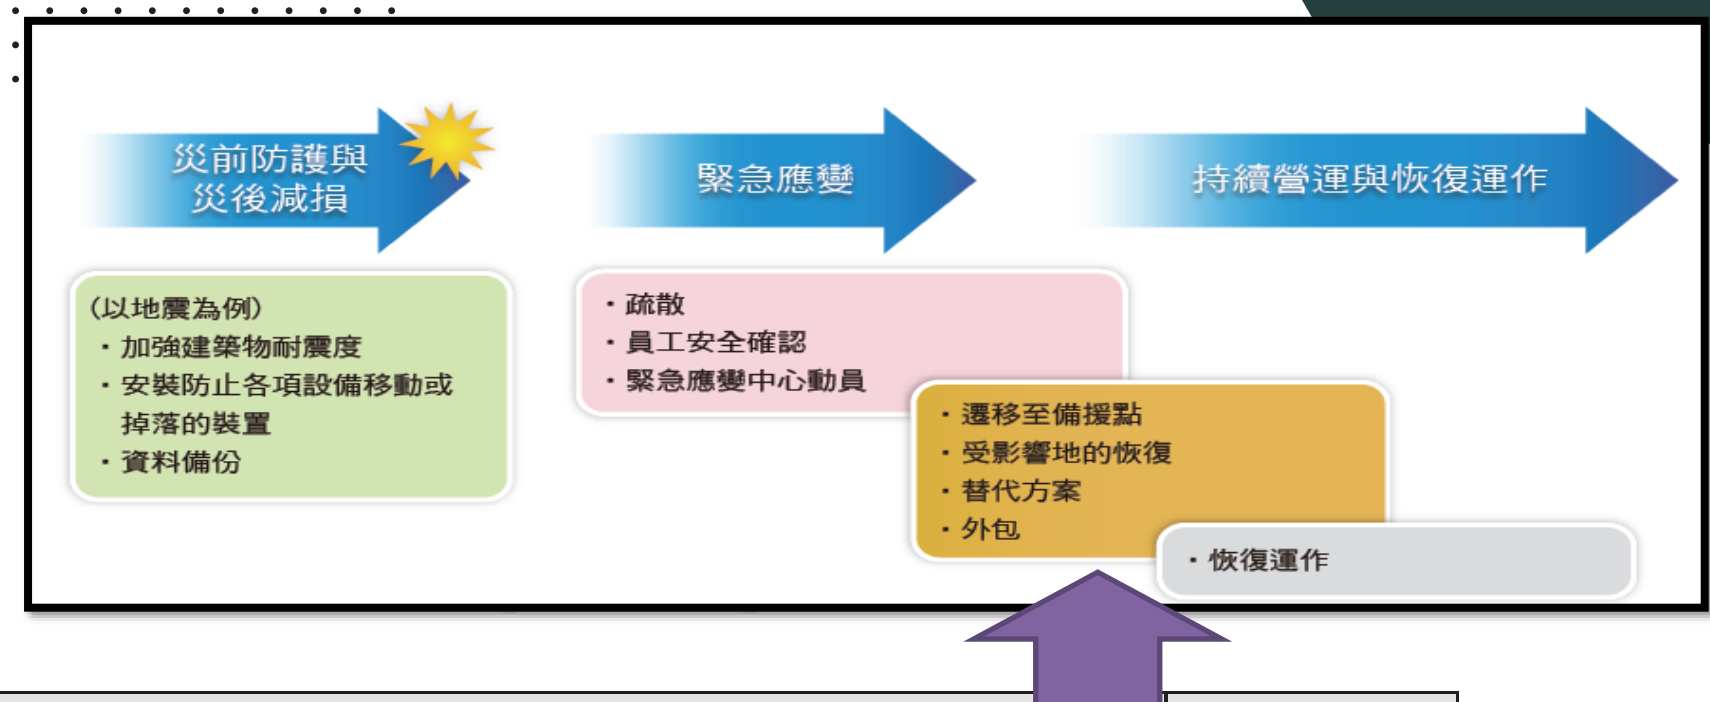 災前防護與
災後減損
緊急應變
持續營運與恢復運作
(以地震為例)
・加強建築物耐震度
・安裝防止各項設備移動或
掉落的裝置
・資料備份
・疏散
・員工安全確認
・緊急應變中心動員
・遷移至備援點
・受影響地的恢復
・替代方案
・外包
・恢復運作